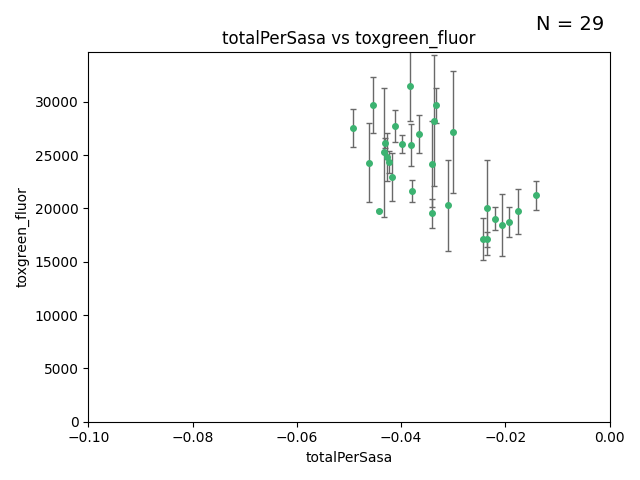 N = 29
totalPerSasa vs toxgreen_fluor
30000
25000
20000
15000
10000
5000
0
toxgreen_fluor
−0.10 −0.08 −0.06 −0.04 −0.02 0.00
totalPerSasa